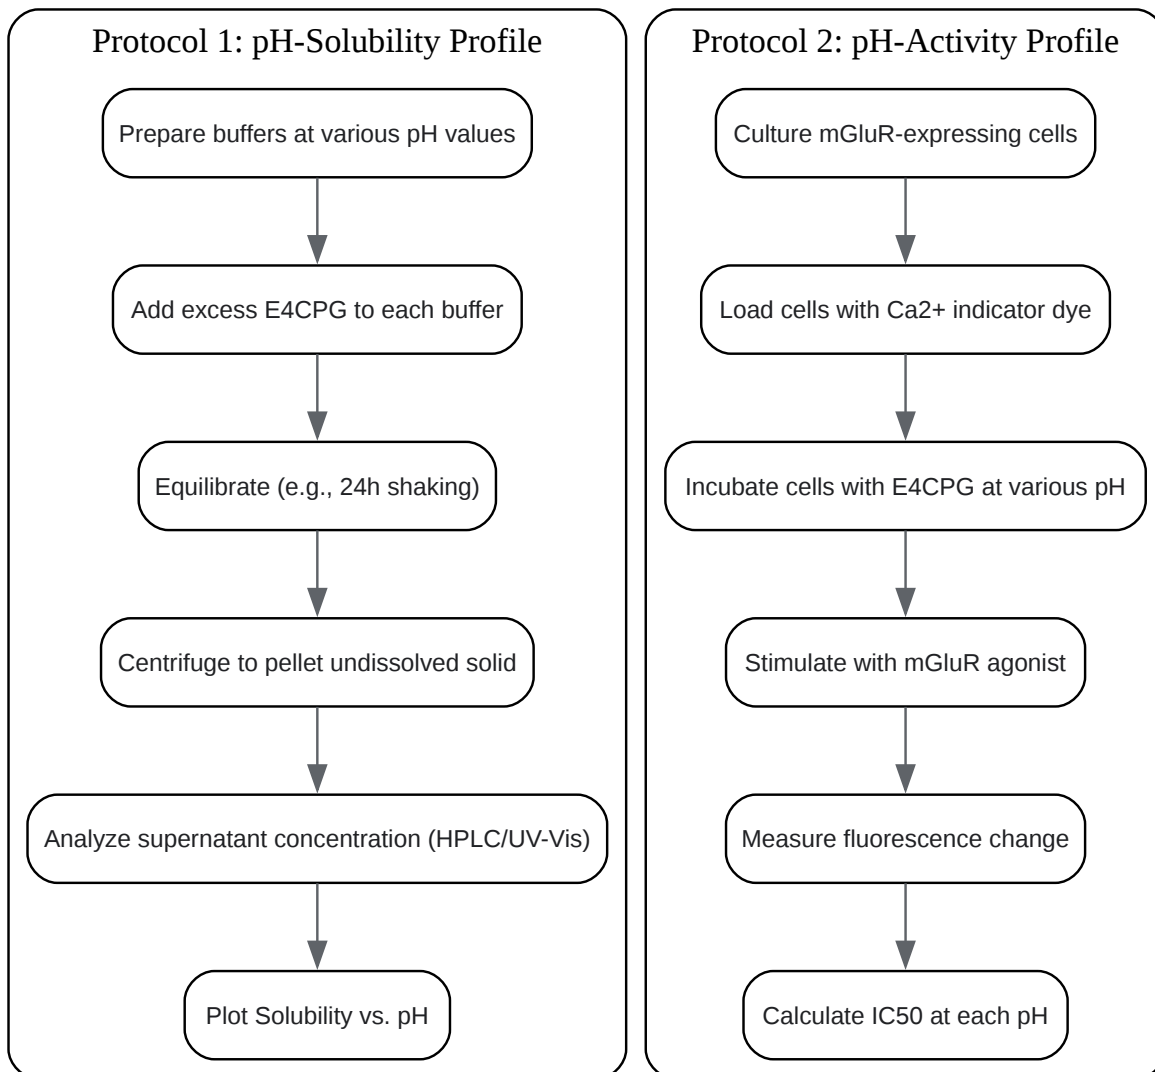 Protocol 1: pH-Solubility Profile
Prepare buffers at various pH values
Add excess E4CPG to each buffer
Equilibrate (e.g., 24h shaking)
Centrifuge to pellet undissolved solid
Analyze supernatant concentration (HPLC/UV-Vis)
Plot Solubility vs. pH
Protocol 2: pH-Activity Profile
Culture mGluR-expressing cells
Load cells with Ca2+ indicator dye
Incubate cells with E4CPG at various pH
Stimulate with mGluR agonist
Measure fluorescence change
Calculate IC50 at each pH